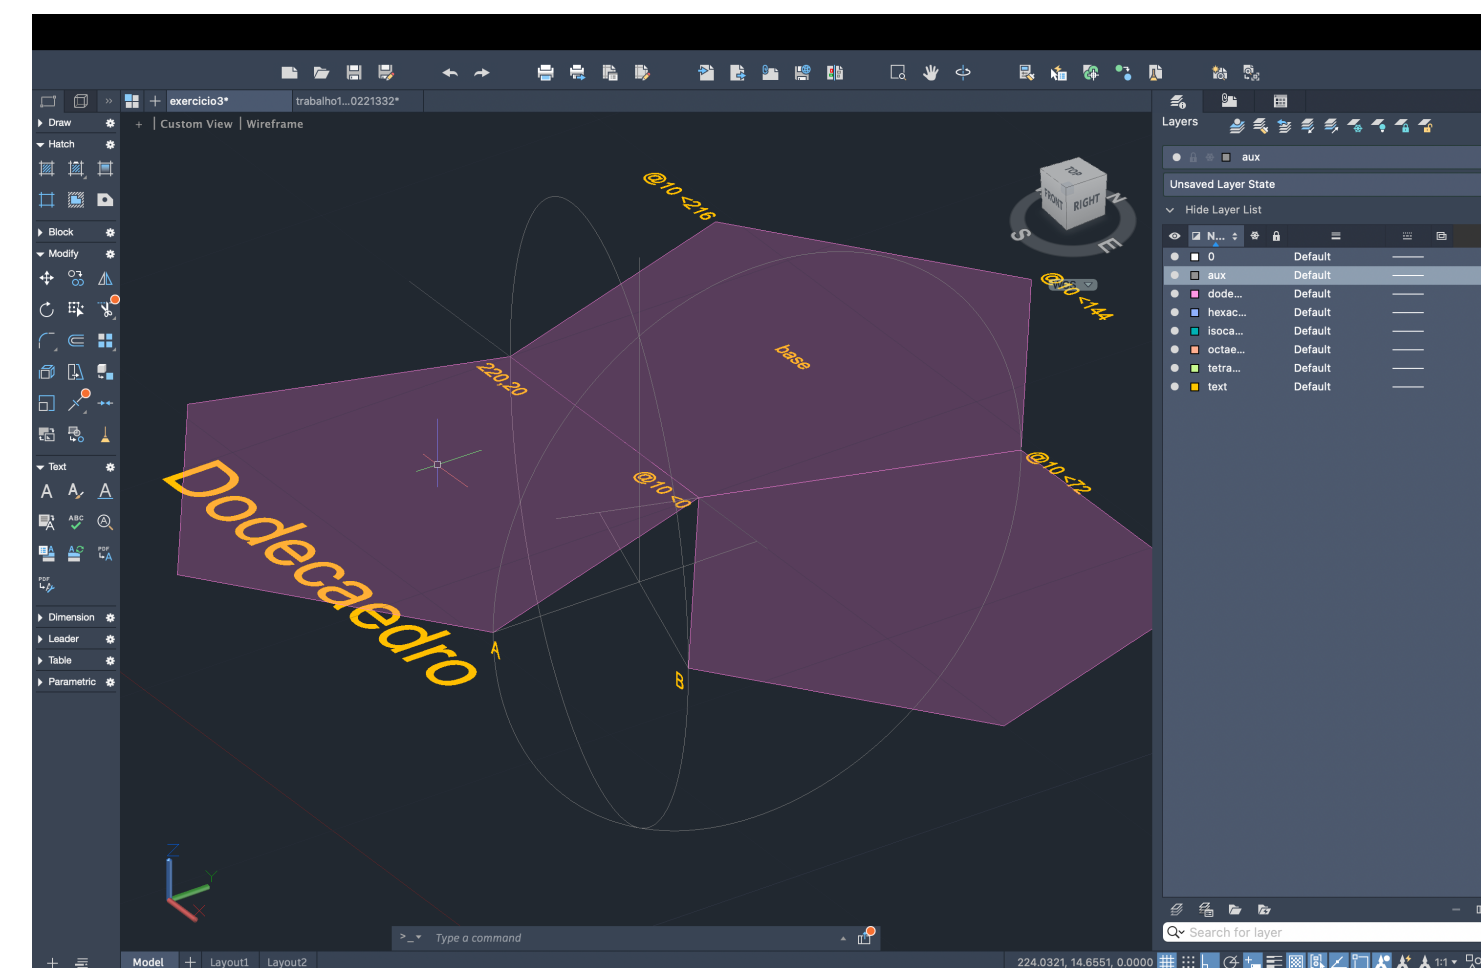 exercicio3*
trabalho1...0221332*
Draw
+ | Custom View | Wireframe
Hatch
Block
Modify
Text
ABC
PDF
PDF
Dimension
Leader
Table
Parametric
@10 <216
@10 <144
base
220,20
@10 <0
@10 <72
Dodecaedro
A
B
TOP
FRONT
RIGHT
N
S
E
Z
Y
X
>_ Type a command
Model + Layout1 Layout2
224.0321, 14.6551, 0.0000
1:1
Layers
aux
Unsaved Layer State
Hide Layer List
N...
0 Default
aux Default
dode... Default
hexac... Default
isoca... Default
octae... Default
tetra... Default
text Default
Search for layer